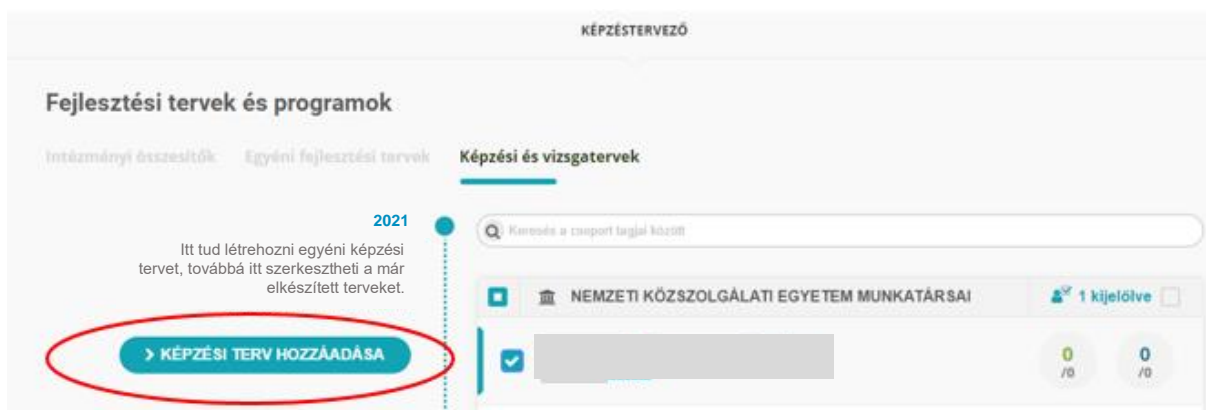 KÉPZÉSTERVEZŐ
Fejlesztési tervek és programok
Intézményi összesítők Egyéni fejlesztési tervek Képzési és vizsgatervek
2021
Itt tud létrehozni egyéni képzési
tervet, továbbá itt szerkesztheti a már
elkészített terveket.
> KÉPZÉSI TERV HOZZÁADÁSA
Keresés a csoport tagjai között
NEMZETI KÖZSZOLGÁLATI EGYETEM MUNKATÁRSAI
1 kijelölve
0
/0
0
/0